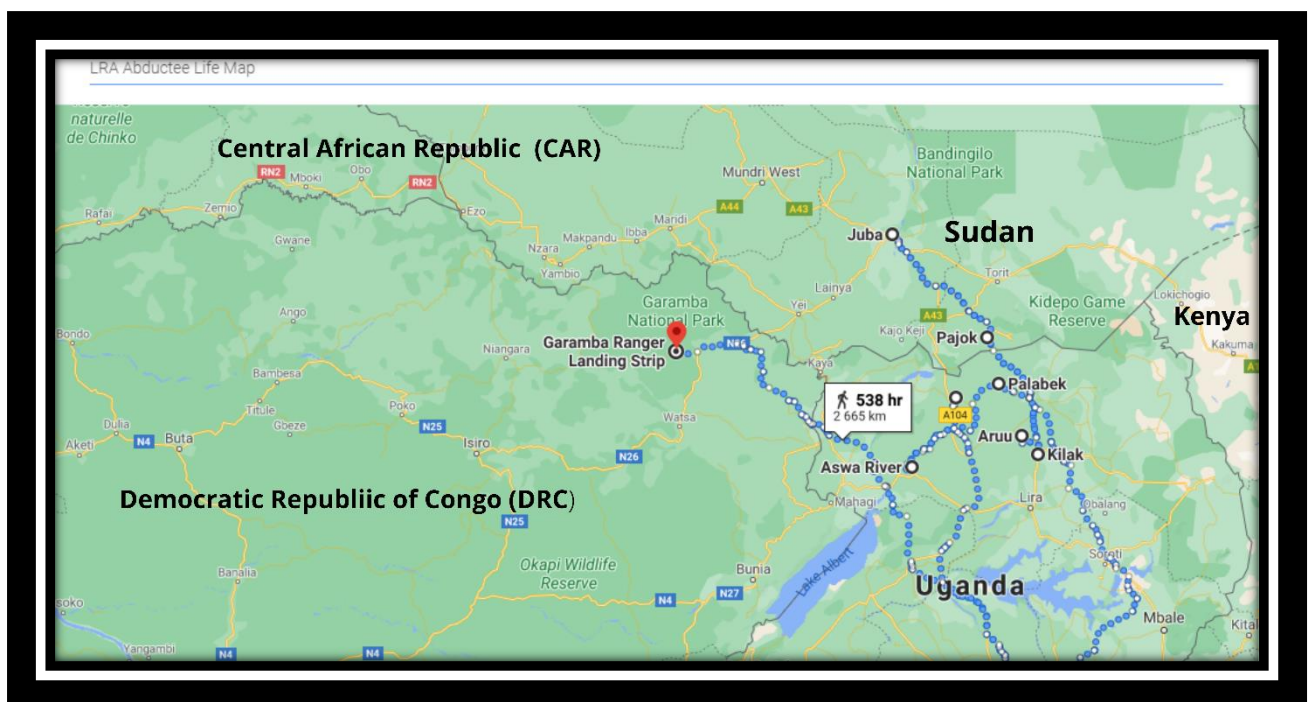 LRA Abductee Life Map
naturelle
de Chinko
Central African Republic (CAR)
RN2
Mboki
Obo
RN2
Rafai
Zemio
Ezo
Gwane
Nzara
Makpandu
Ibba
Maridi
Yambio
Mundri West
A44
A43
Bandingilo
National Park
Juba
Sudan
Torit
Lainya
Yei
Kidepo Game
Reserve
Lokichogio
Kenya
Kakuma
A43
Kajo Keji
Pajok
Garamba
National Park
Garamba Ranger
Landing Strip
Ango
Bondo
Niangara
Kaya
Bambesa
Titule
Gbeze
Poko
Dulia
N4
Buta
Aketi
N25
Isiro
Watsa
N26
538 hr
2 665 km
Palabek
A104
Aruu
Kilak
Aswa River
Mahagi
Lira
Obalang
Democratic Republiic of Congo (DRC)
N25
Okapi Wildlife
Reserve
Banalia
Bunia
Lake Albert
Soroti
Uganda
N4
N27
Mbale
Yangambi
N4
N4